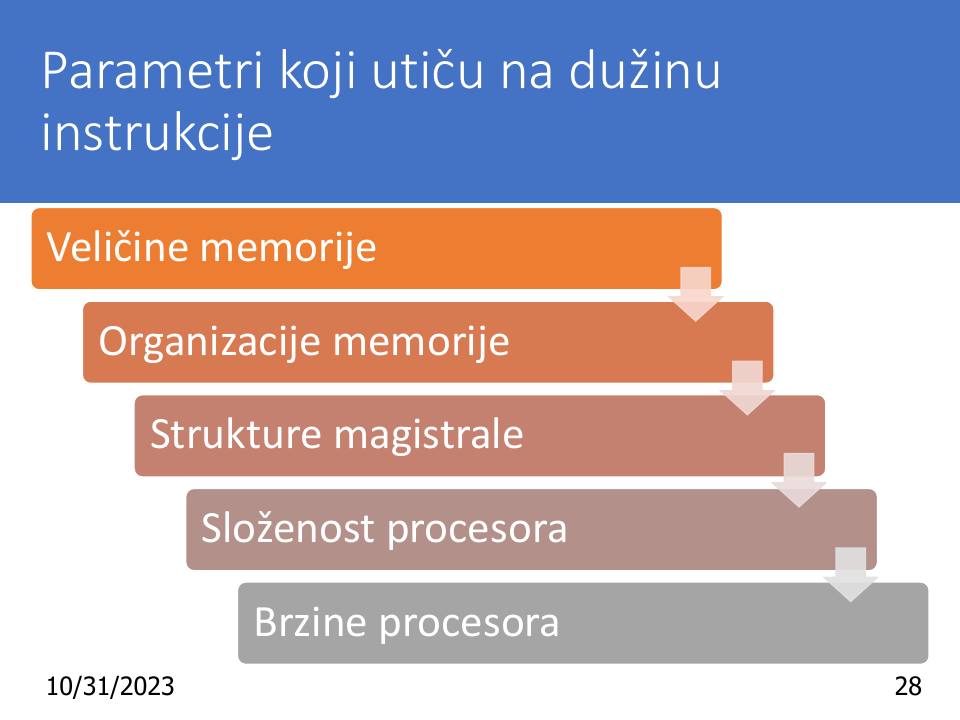 Parametri koji utiču na dužinu
instrukcije
Veličine memorije
Organizacije memorije
Strukture magistrale
Složenost procesora
Brzine procesora
10/31/2023
28